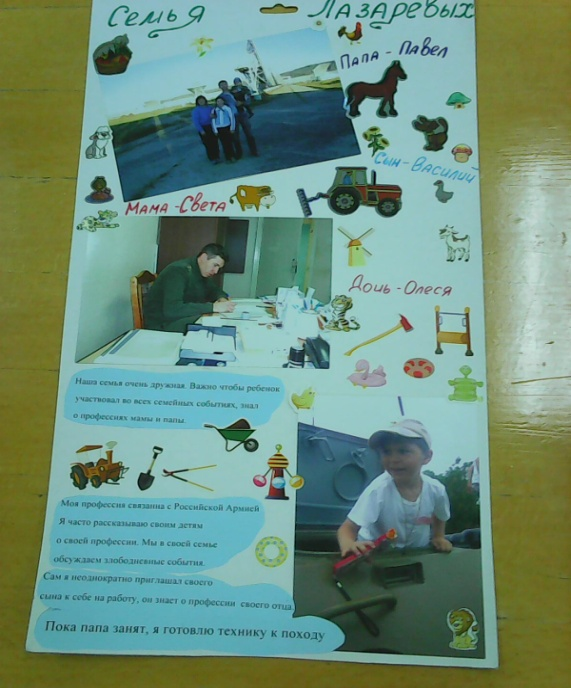 Семья Лазаревых
Папа-Павел
Сын-Василий
Мама-Света
Дочь-Олеся
Наша семья очень дружная. Важно чтобы ребенок
участвовал во всех семейных событиях, знал
о профессиях мамы и папы.
Моя профессия связанна с Российской Армией
Я часто рассказываю своим детям
о своей профессии. Мы в своей семье
обсуждаем злободневные события.
Сам я неоднократно приглашал своего
сына к себе на работу, он знает о профессии своего отца
Пока папа занят, я готовлю технику к походу